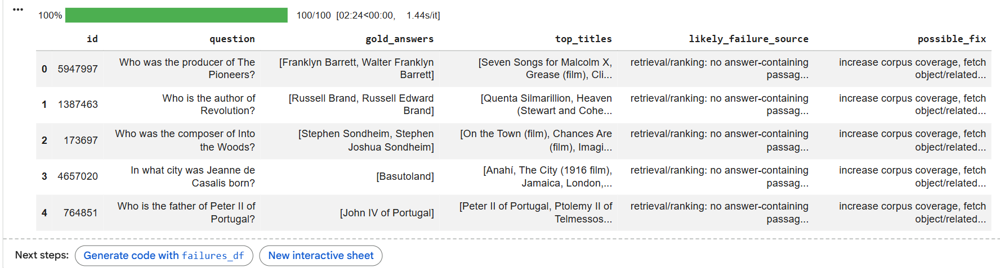 ...
100% 100/100 [02:24<00:00, 1.44s/it]
id question gold_answers top_titles likely_failure_source possible_fix
0 5947997 Who was the producer of The Pioneers? [Franklyn Barrett, Walter Franklyn Barrett] [Seven Songs for Malcolm X, Grease (film), Cli... retrieval/ranking: no answer-containing passag... increase corpus coverage, fetch object/related...
1 1387463 Who is the author of Revolution? [Russell Brand, Russell Edward Brand] [Quenta Silmarillion, Heaven (Stewart and Cohe... retrieval/ranking: no answer-containing passag... increase corpus coverage, fetch object/related...
2 173697 Who was the composer of Into the Woods? [Stephen Sondheim, Stephen Joshua Sondheim] [On the Town (film), Chances Are (film), Imagi... retrieval/ranking: no answer-containing passag... increase corpus coverage, fetch object/related...
3 4657020 In what city was Jeanne de Casalis born? [Basutoland] [Anahí, The City (1916 film), Jamaica, London,... retrieval/ranking: no answer-containing passag... increase corpus coverage, fetch object/related...
4 764851 Who is the father of Peter II of Portugal? [John IV of Portugal] [Peter II of Portugal, Ptolemy II of Telmessos... retrieval/ranking: no answer-containing passag... increase corpus coverage, fetch object/related...
Next steps: Generate code with failures_df New interactive sheet